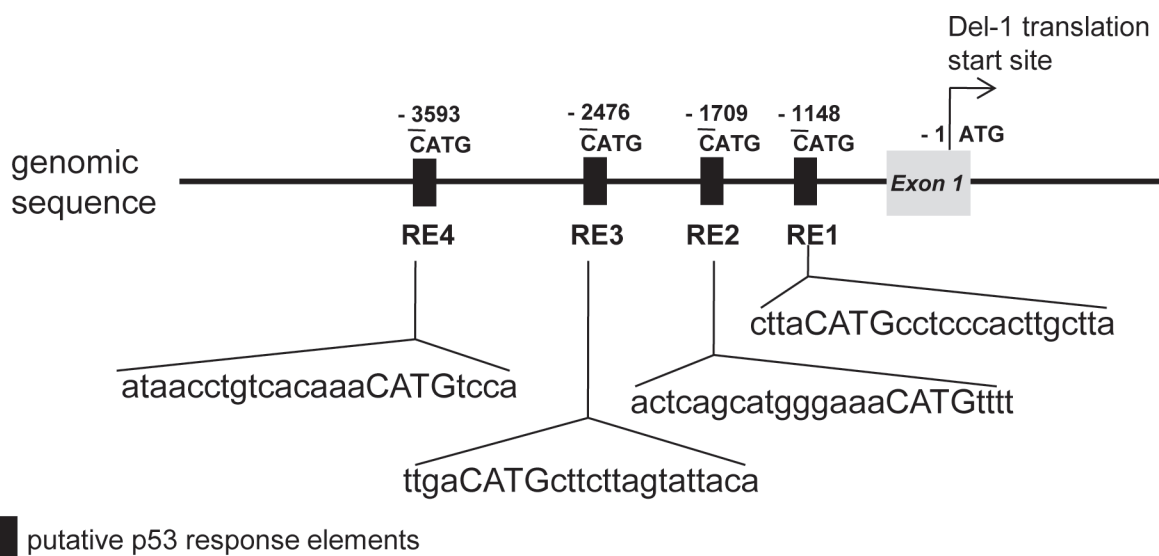 Del-1 translation
start site
- 3593
- 2476
- 1709
- 1148
CATG
CATG
CATG
CATG
- 1
ATG
genomic
sequence
Exon 1
RE4
RE3
RE2
RE1
cttaCATGcctcccacttgctta
ataacctgtcacaaaCATGtcca
actcagcatgggaaaCATGtttt
ttgaCATGcttcttagtattaca
putative p53 response elements